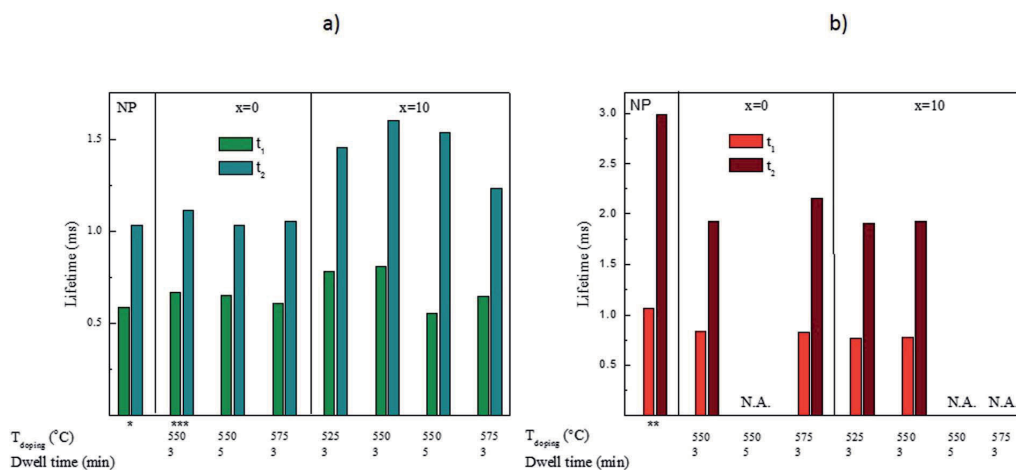 a)
NP
x=0
x=10
t1
t2
1.5
1.0
0.5
Lifetime (ms)
* ***
T doping (°C) 550 550 575 525 550 550 575
3 5 3 3 3 5 3
Dwell time (min)
b)
NP
x=0
x=10
t1
t2
3.0
2.5
2.0
1.5
1.0
0.5
Lifetime (ms)
N.A. N.A. N.A.
**
T doping (°C) 550 550 575 525 550 550 575
3 5 3 3 3 5 3
Dwell time (min)